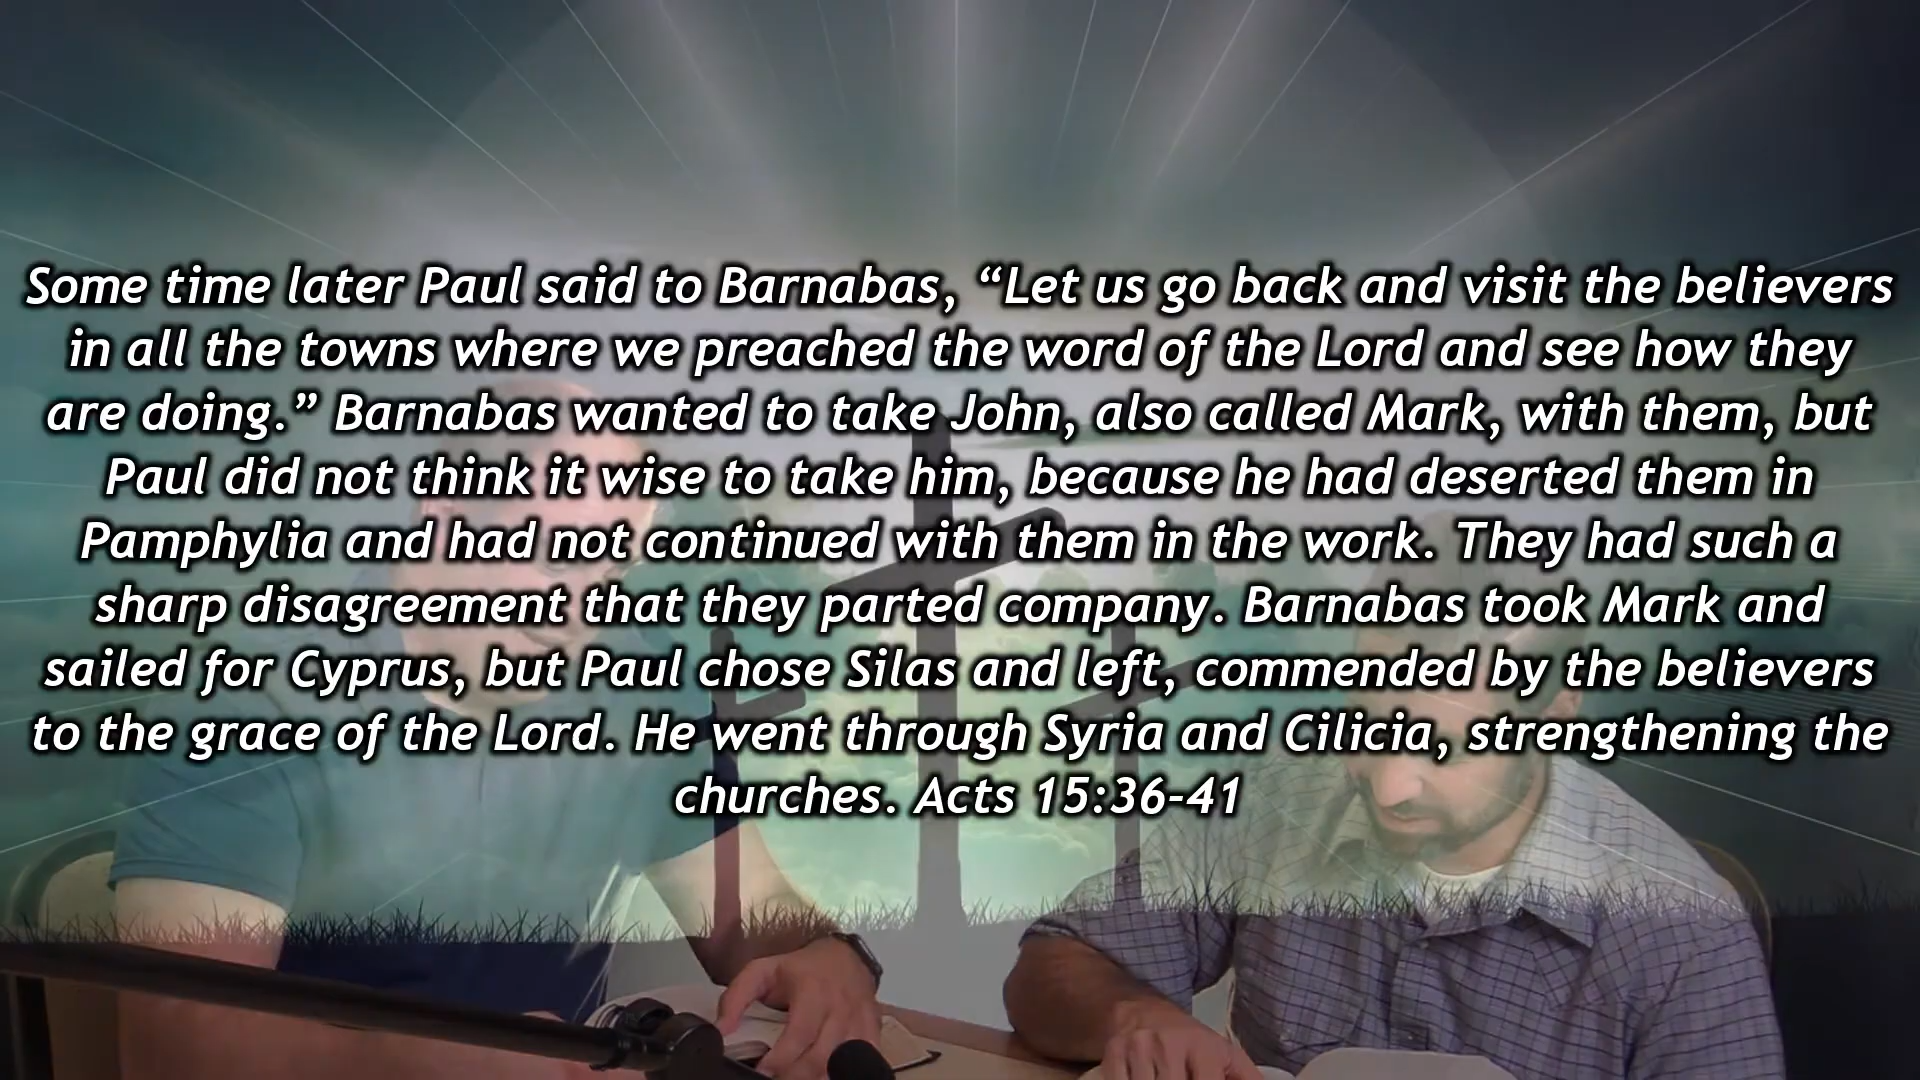 Some time later Paul said to Barnabas, “Let us go back and visit the believers
in all the towns where we preached the word of the Lord and see how they
are doing.” Barnabas wanted to take John, also called Mark, with them, but
Paul did not think it wise to take him, because he had deserted them in
Pamphylia and had not continued with them in the work. They had such a
sharp disagreement that they parted company. Barnabas took Mark and
sailed for Cyprus, but Paul chose Silas and left, commended by the believers
to the grace of the Lord. He went through Syria and Cilicia, strengthening the
churches. Acts 15:36-41